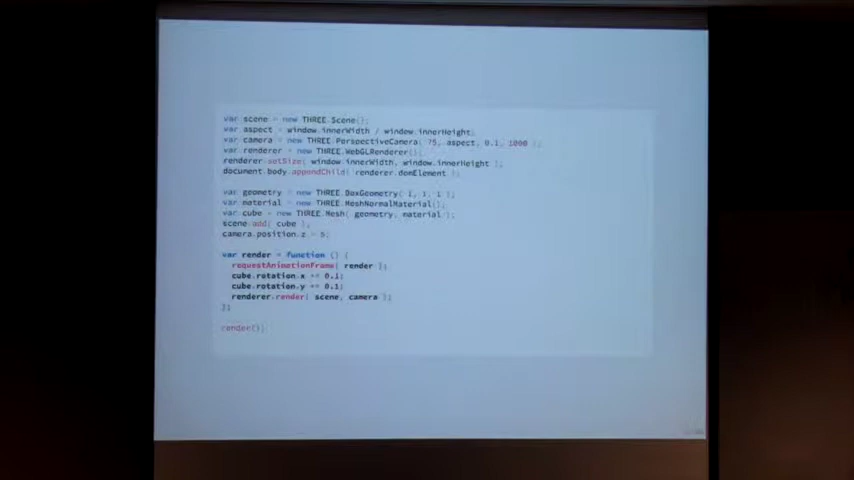 var scene = new THREE.Scene();
var aspect = window.innerWidth / window.innerHeight;
var camera = new THREE.PerspectiveCamera( 75, aspect, 0.1, 1000 );
var renderer = new THREE.WebGLRenderer();
renderer.setSize( window.innerWidth, window.innerHeight );
document.body.appendChild( renderer.domElement );
var geometry = new THREE.BoxGeometry( 1, 1, 1 );
var material = new THREE.MeshNormalMaterial();
var cube = new THREE.Mesh( geometry, material );
scene.add( cube );
camera.position.z = 5;
var render = function () {
requestAnimationFrame( render );
cube.rotation.x += 0.1;
cube.rotation.y += 0.1;
renderer.render( scene, camera );
};
render();